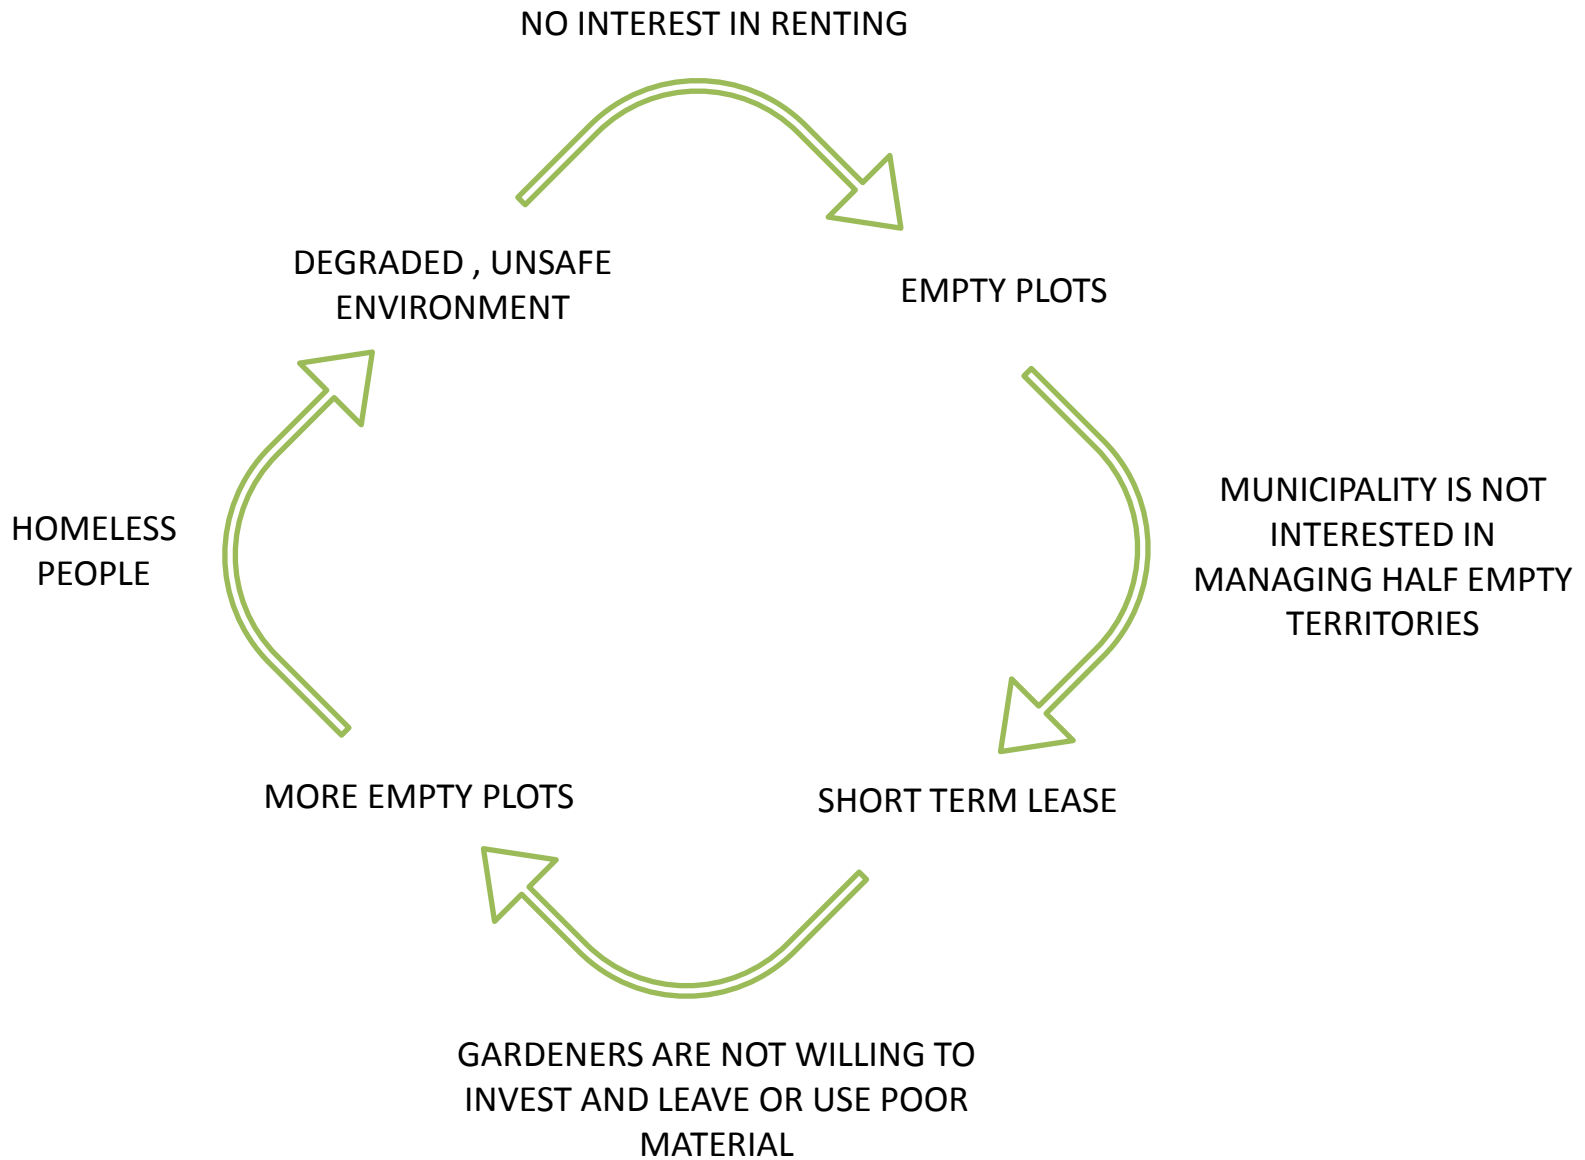 NO INTEREST IN RENTING
DEGRADED , UNSAFE
ENVIRONMENT
EMPTY PLOTS
HOMELESS
PEOPLE
MUNICIPALITY IS NOT
INTERESTED IN
MANAGING HALF EMPTY
TERRITORIES
MORE EMPTY PLOTS
SHORT TERM LEASE
GARDENERS ARE NOT WILLING TO
INVEST AND LEAVE OR USE POOR
MATERIAL